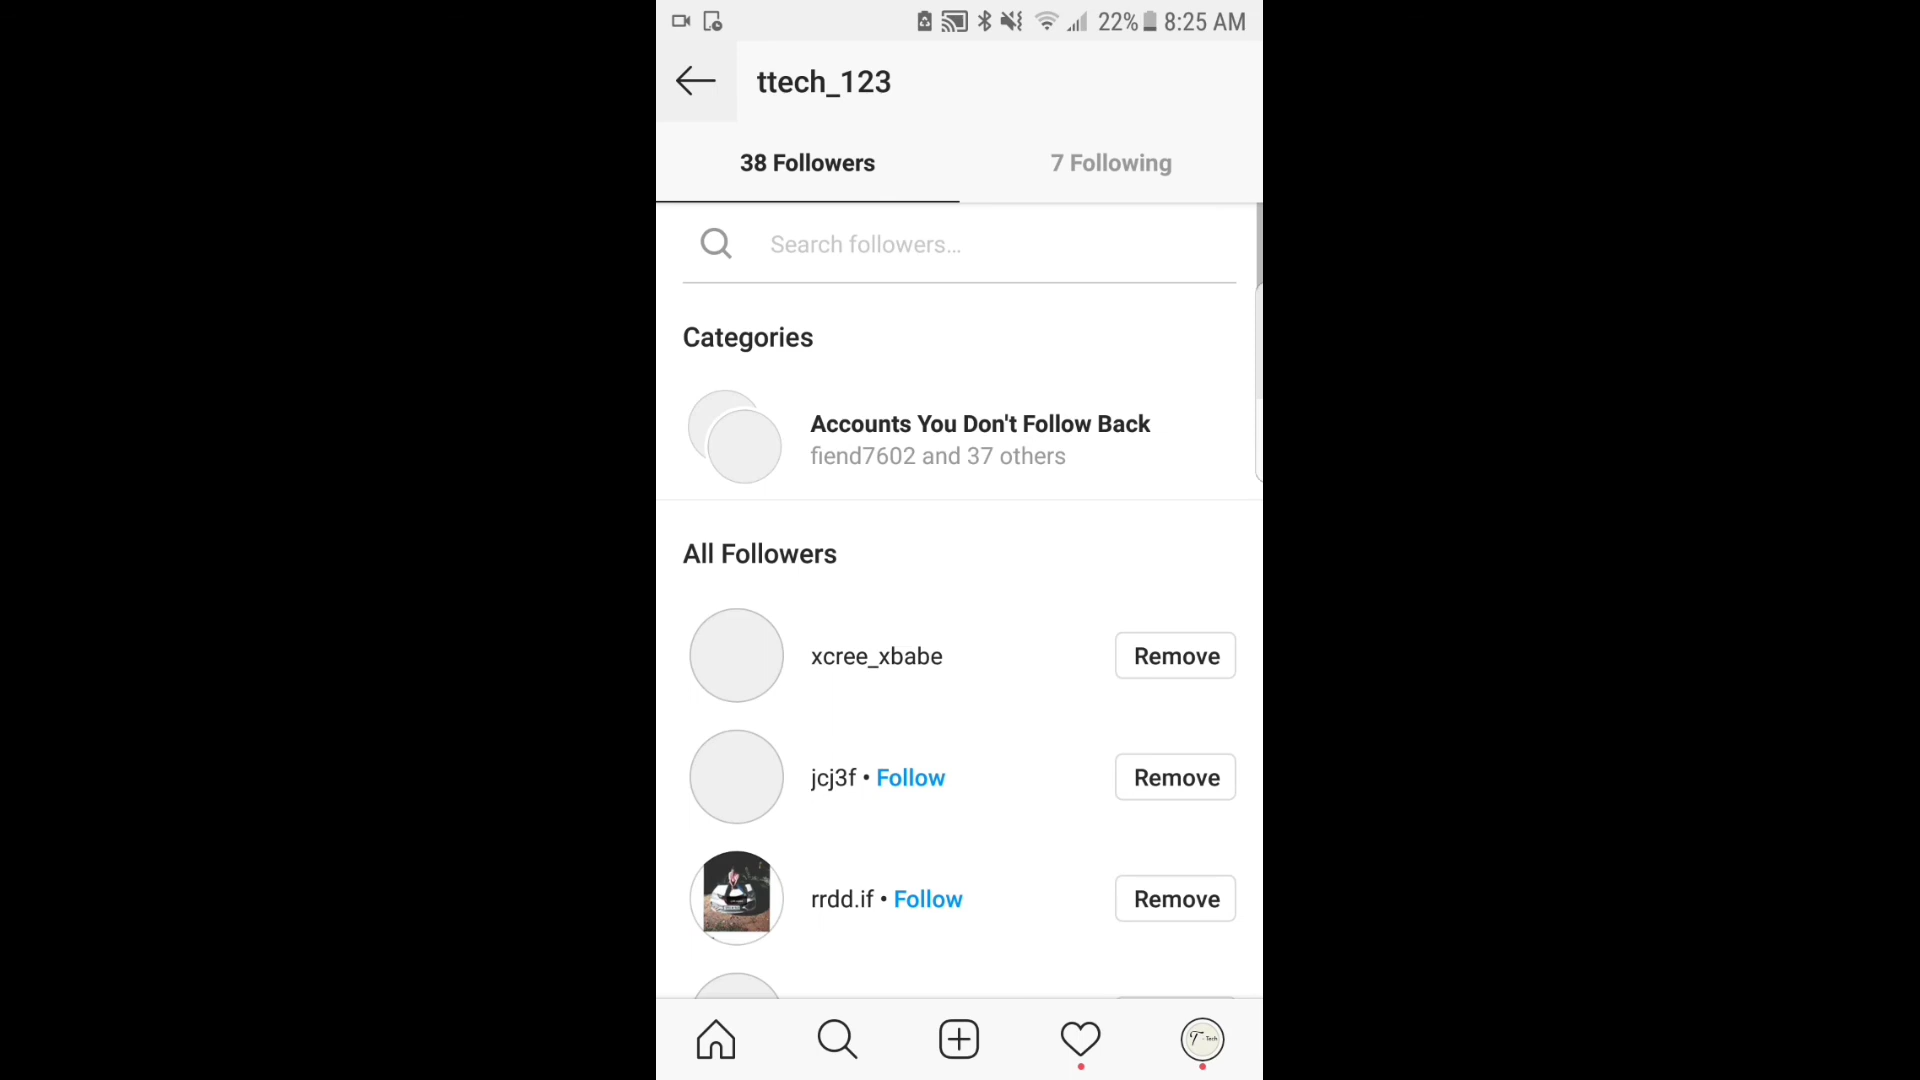 22% 8:25 AM
ttech_123
38 Followers
7 Following
Search followers...
Categories
Accounts You Don't Follow Back
fiend7602 and 37 others
All Followers
xcree_xbabe
Remove
jcj3f • Follow
Remove
rrdd.if • Follow
Remove
T-Tech